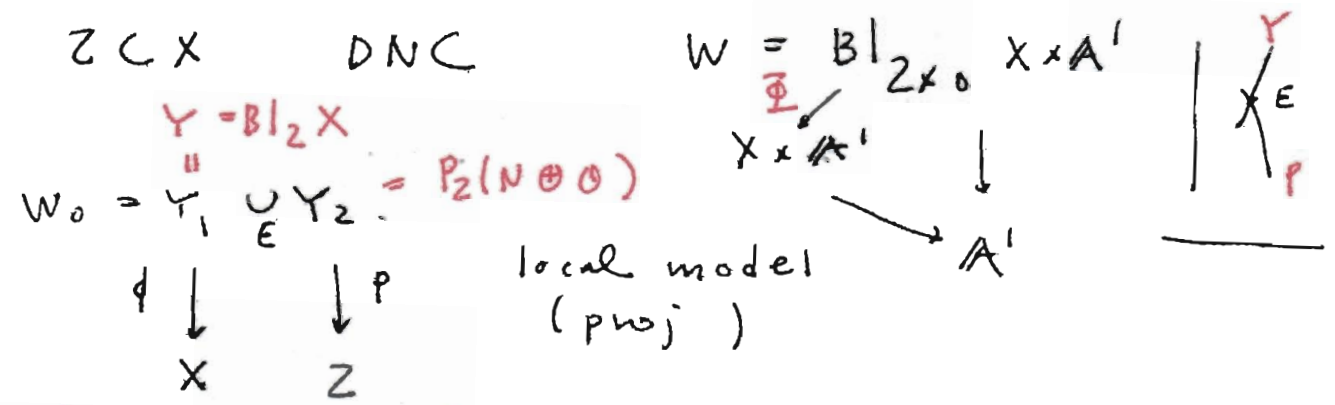 Z ⊂ X    DNC    W = Bl_{Z×0} X × 𝔸¹
Φ
Y = Bl_Z X
X × 𝔸¹
W₀ = Y₁ ∪_E Y₂ = P_Z(N ⊕ O)
φ    p    local model    𝔸¹
(proj )
X    Z
Y
E
P